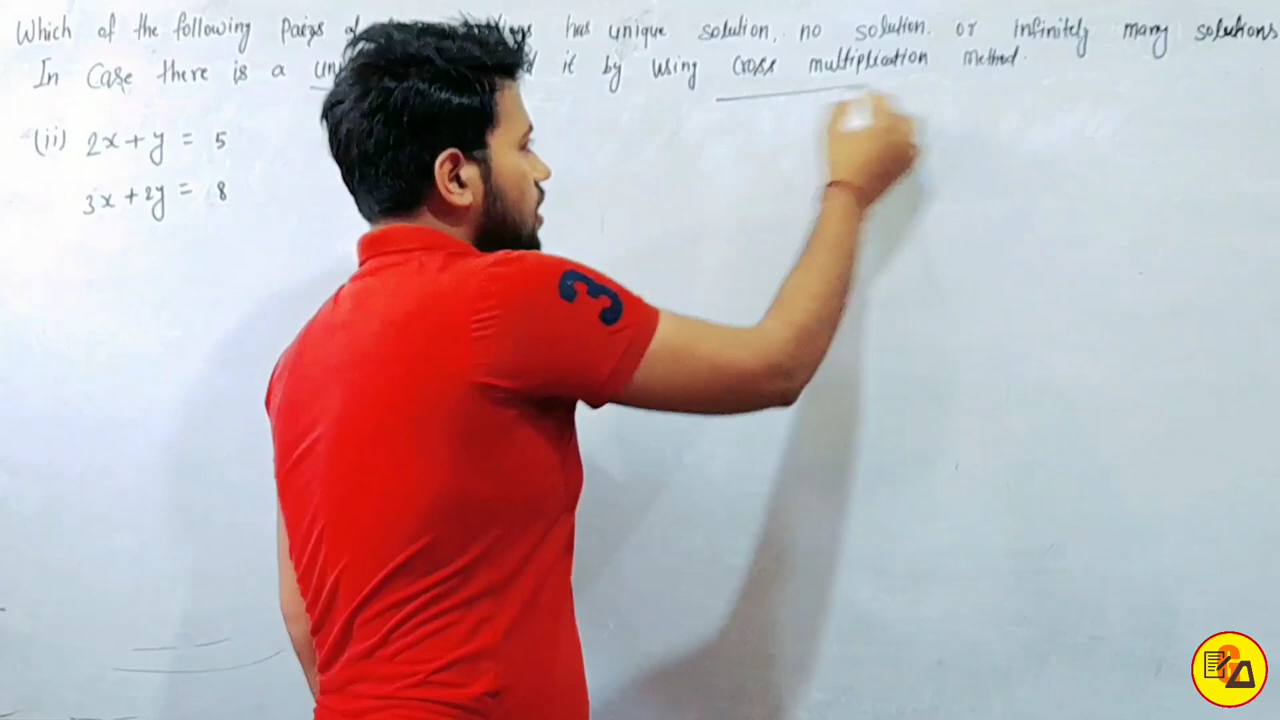 Which of the following pairs of has unique solution, no solution. or infinitely many solutions
In Case there is a it by using cross multiplication method.
(ii) 2x + y = 5
3x + 2y = 8
3